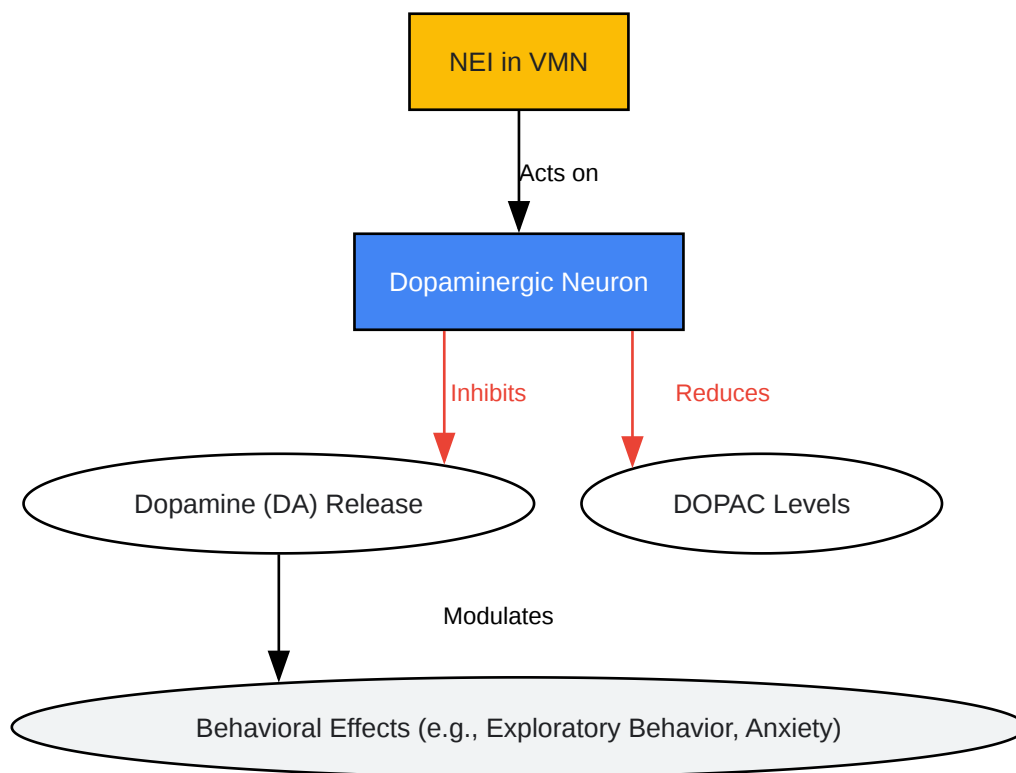 NEI in VMN
Acts on
Dopaminergic Neuron
Inhibits
Reduces
Dopamine (DA) Release
DOPAC Levels
Modulates
Behavioral Effects (e.g., Exploratory Behavior, Anxiety)